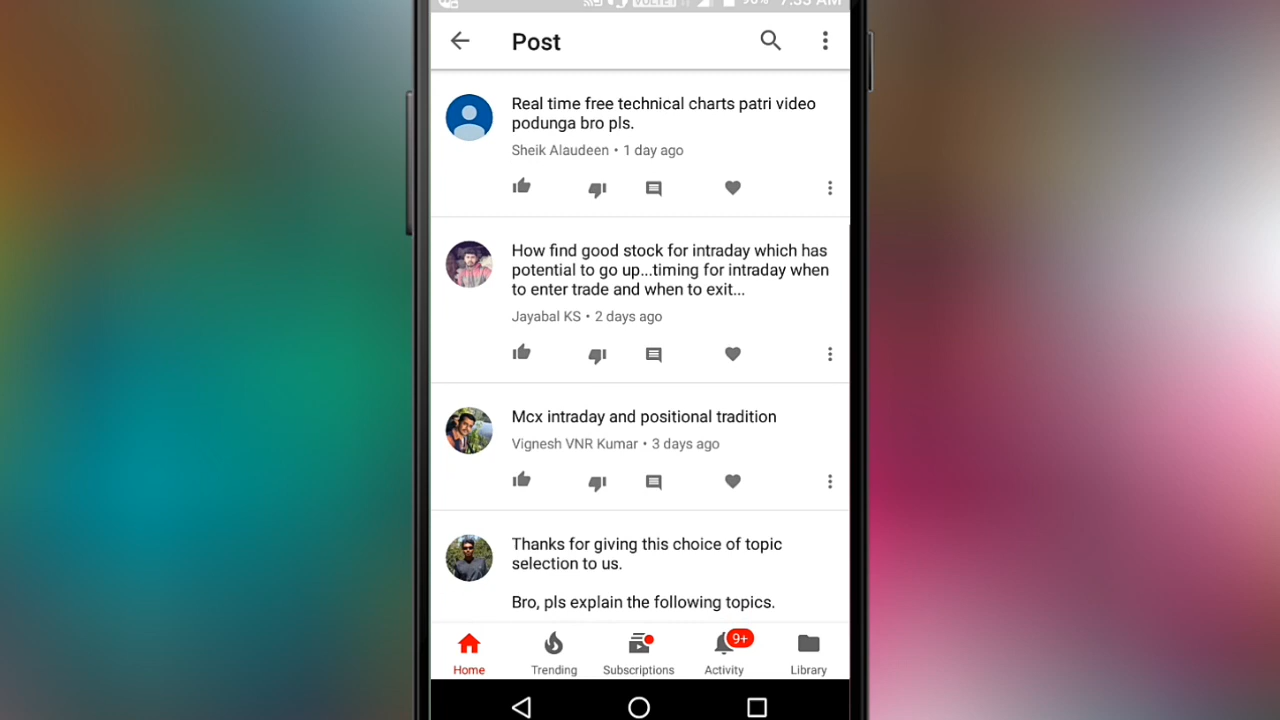 Post
Real time free technical charts patri video
podunga bro pls.
Sheik Alaudeen • 1 day ago
How find good stock for intraday which has
potential to go up...timing for intraday when
to enter trade and when to exit...
Jayabal KS • 2 days ago
Mcx intraday and positional tradition
Vignesh VNR Kumar • 3 days ago
Thanks for giving this choice of topic
selection to us.
Bro, pls explain the following topics.
9+
Home Trending Subscriptions Activity Library